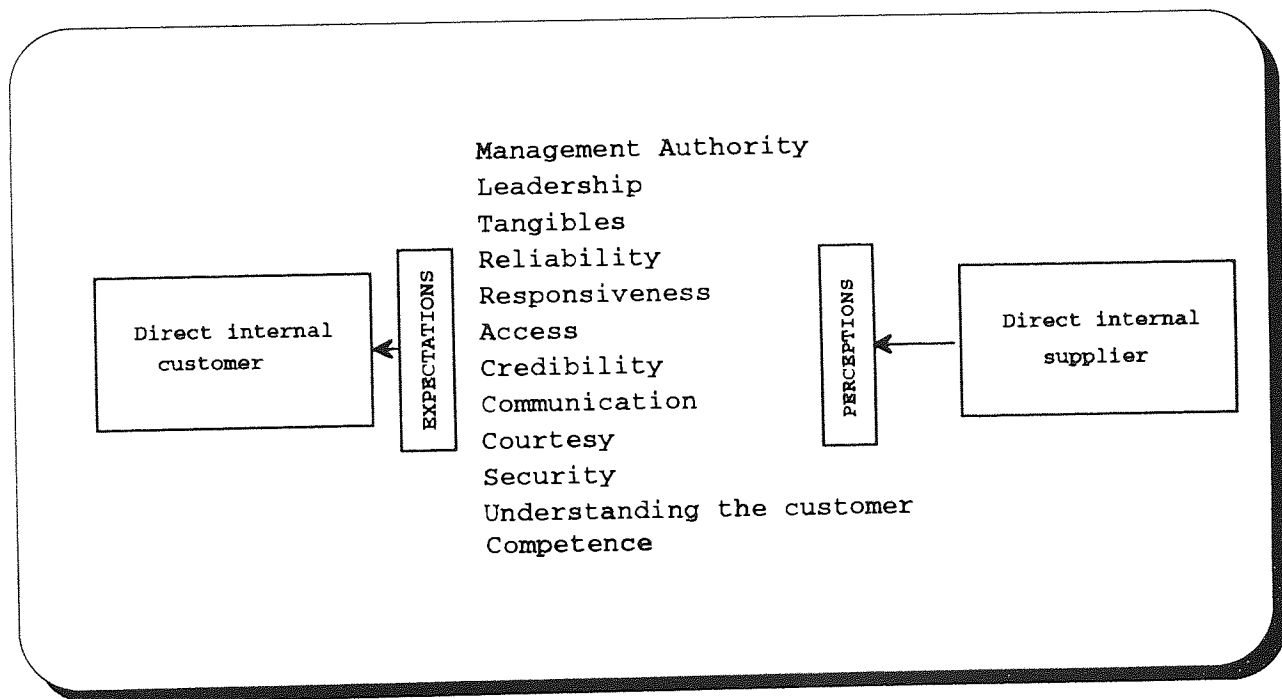 Management Authority
Leadership
Tangibles
Reliability
Responsiveness
Access
Credibility
Communication
Courtesy
Security
Understanding the customer
Competence
Direct internal
customer
EXPECTATIONS
PERCEPTIONS
Direct internal
supplier